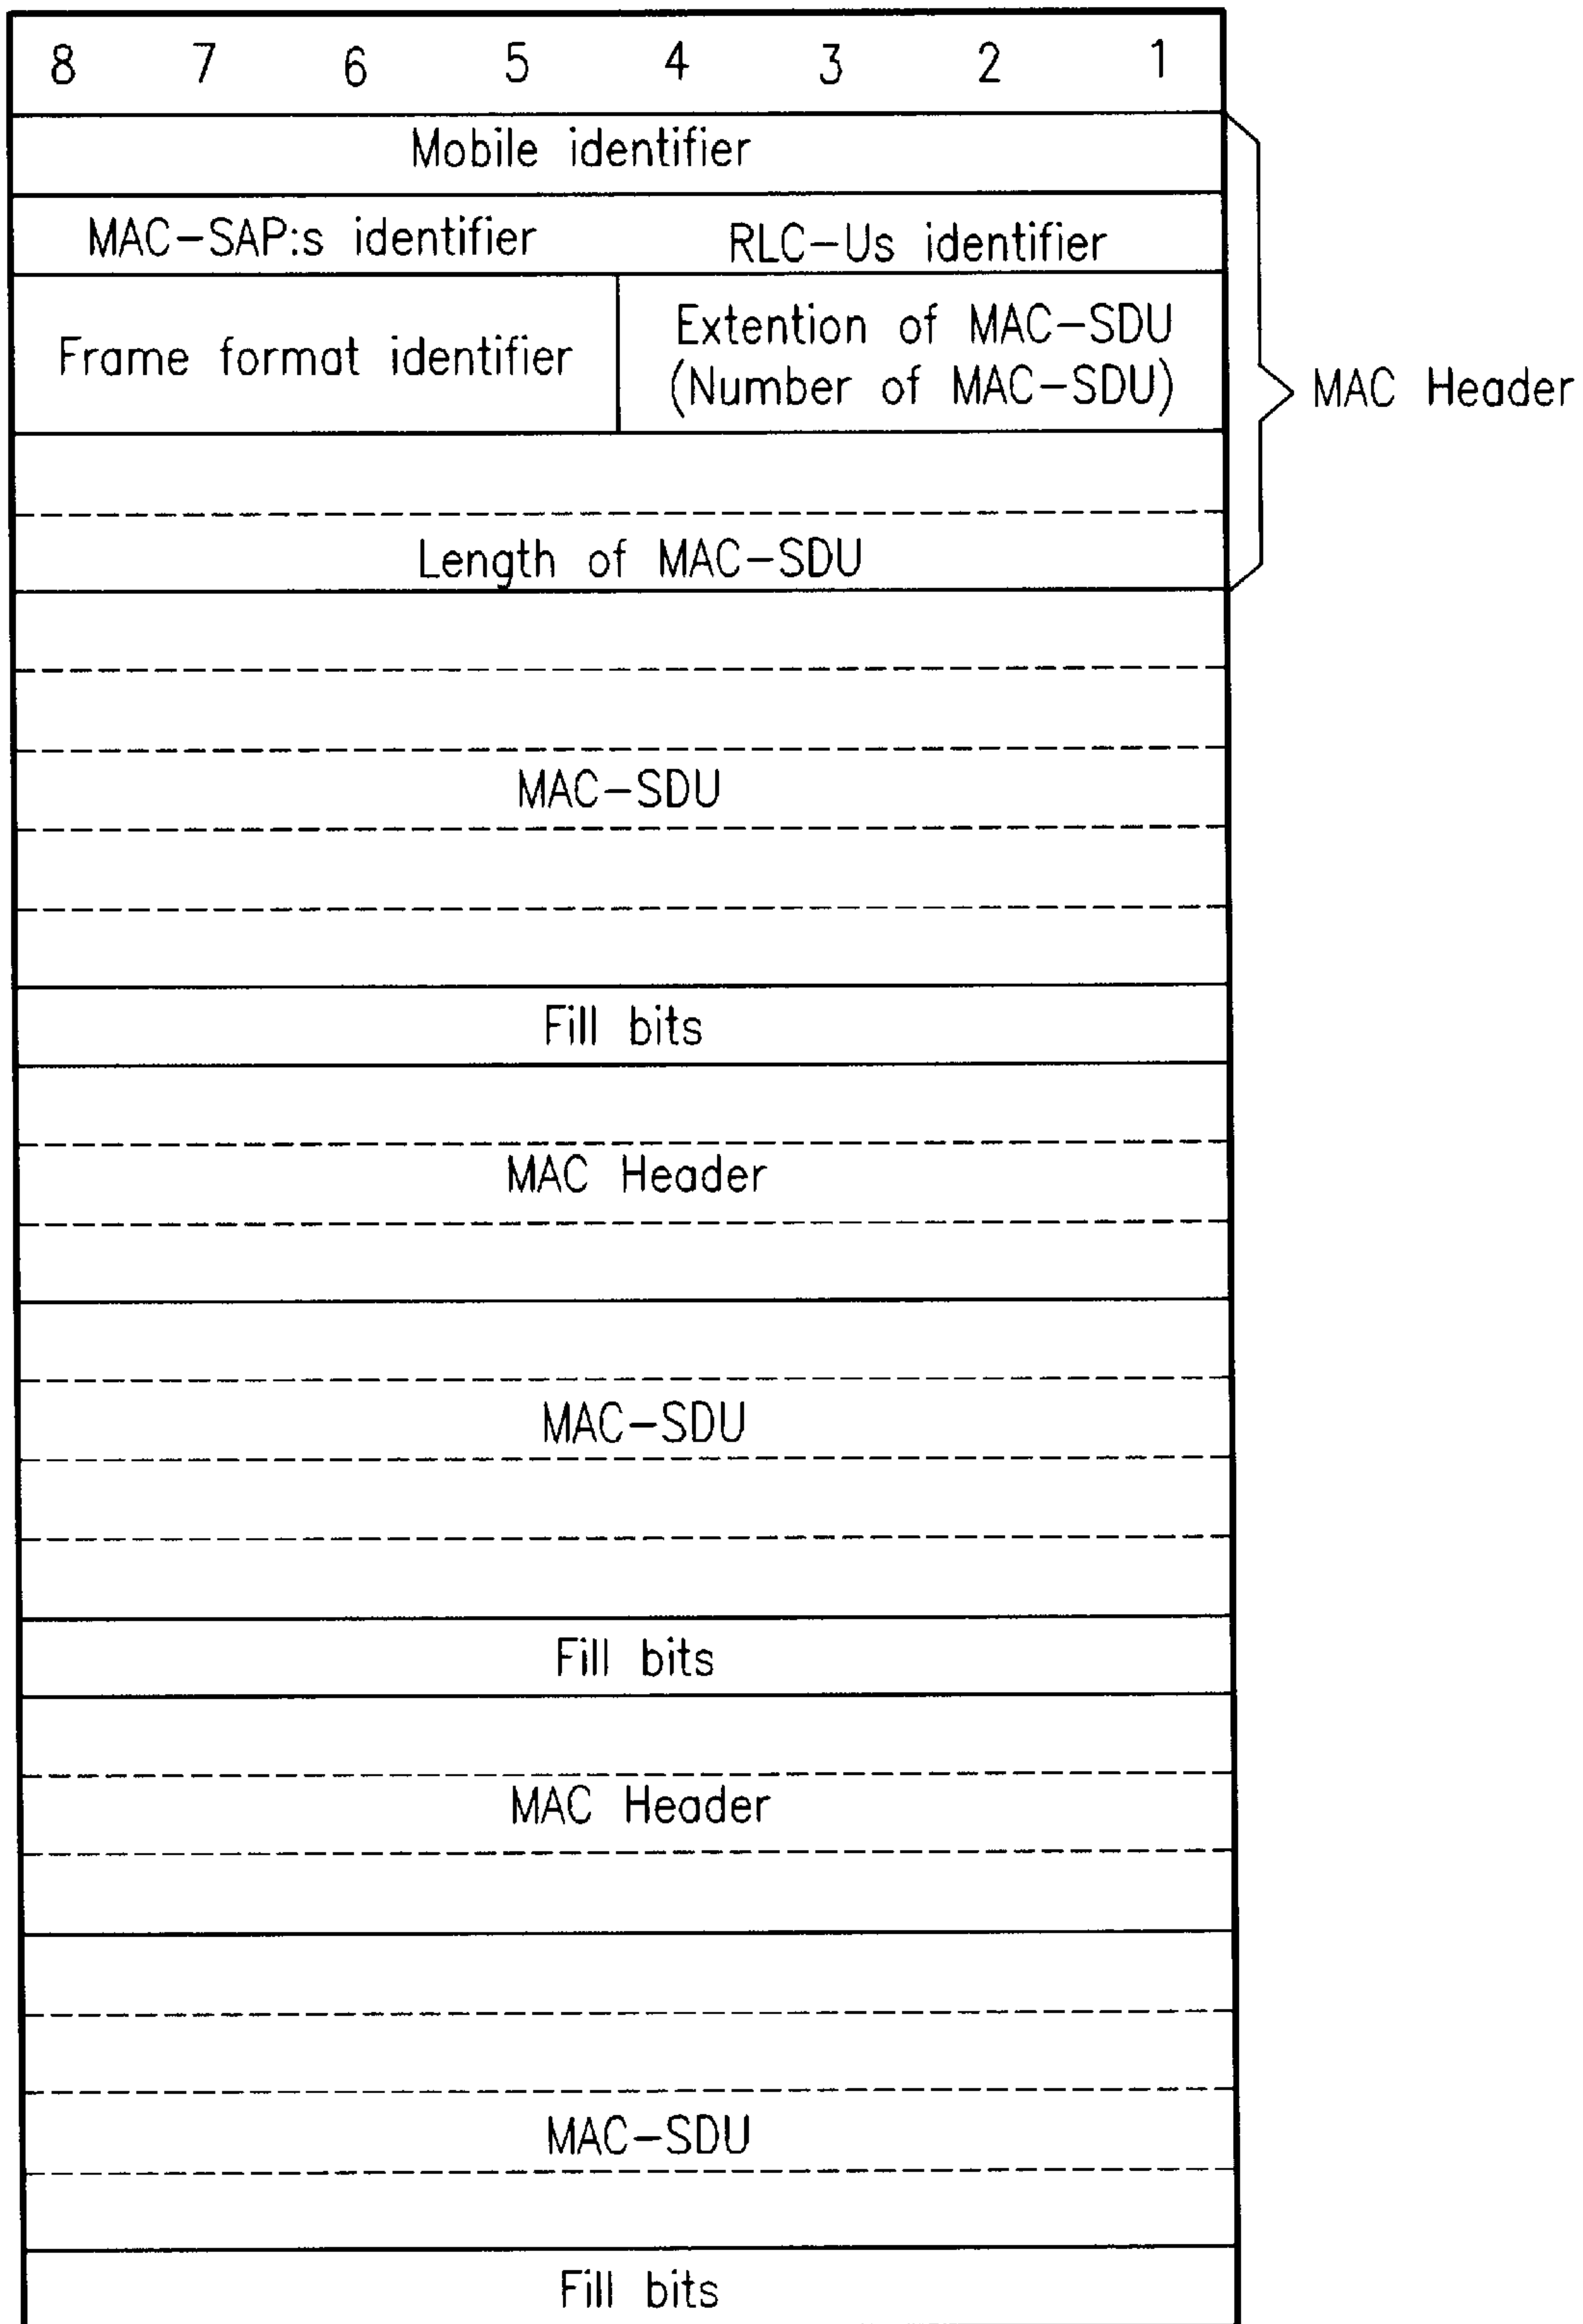 8 7 6 5 4 3 2 1
Mobile identifier
MAC-SAP:s identifier RLC-Us identifier
Frame format identifier
Extention of MAC-SDU
(Number of MAC-SDU)
MAC Header
Length of MAC-SDU
MAC-SDU
Fill bits
MAC Header
MAC-SDU
Fill bits
MAC Header
MAC-SDU
Fill bits